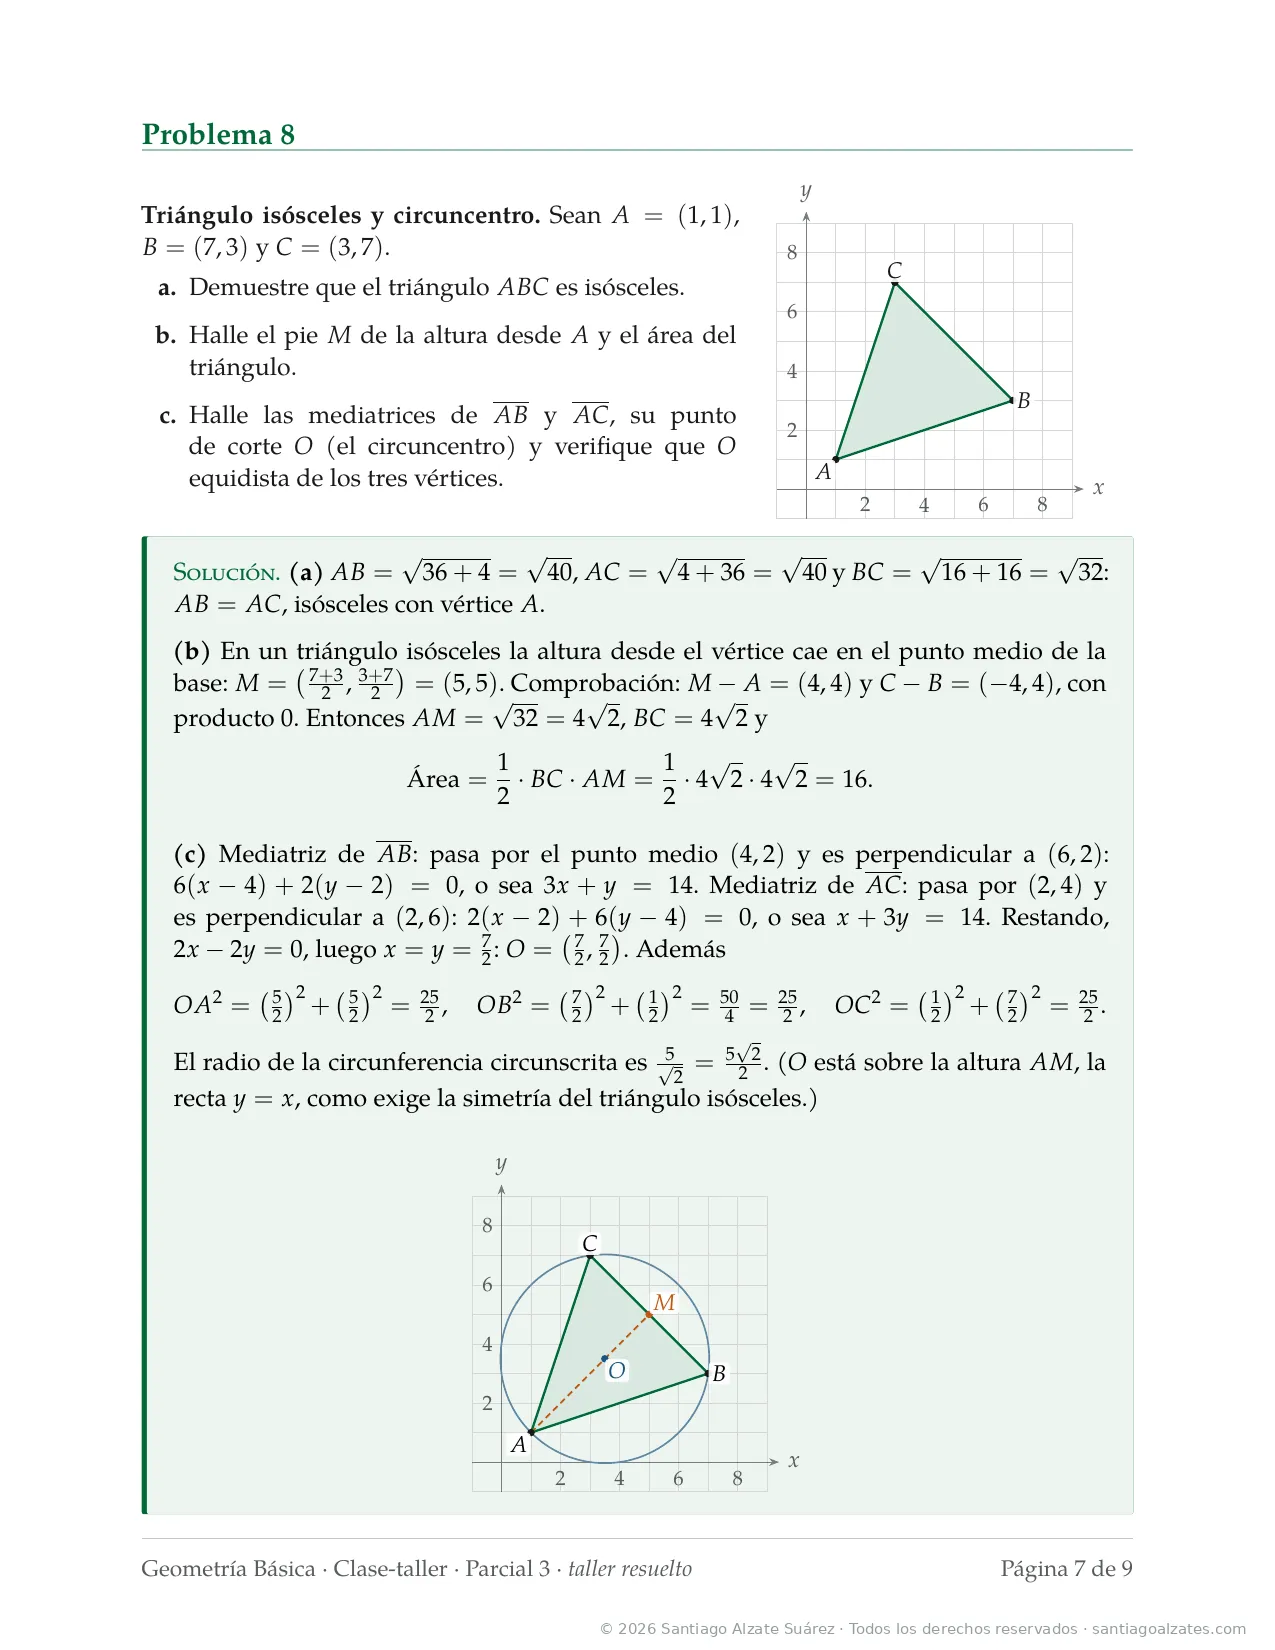 Problema 8
Triángulo isósceles y circuncentro. Sean A = (1, 1),
B = (7, 3) y C = (3, 7).
a. Demuestre que el triángulo ABC es isósceles.
b. Halle el pie M de la altura desde A y el área del
triángulo.
c. Halle las mediatrices de \overline{AB} y \overline{AC}, su punto
de corte O (el circuncentro) y verifique que O
equidista de los tres vértices.
y
8
6
4
2
2 4 6 8
x
A
B
C
SOLUCIÓN. (a) AB = √(36 + 4) = √40, AC = √(4 + 36) = √40 y BC = √(16 + 16) = √32:
AB = AC, isósceles con vértice A.
(b) En un triángulo isósceles la altura desde el vértice cae en el punto medio de la
base: M = ((7+3)/2, (3+7)/2) = (5, 5). Comprobación: M − A = (4, 4) y C − B = (−4, 4), con
producto 0. Entonces AM = √32 = 4√2, BC = 4√2 y
Área = 1/2 · BC · AM = 1/2 · 4√2 · 4√2 = 16.
(c) Mediatriz de \overline{AB}: pasa por el punto medio (4, 2) y es perpendicular a (6, 2):
6(x − 4) + 2(y − 2) = 0, o sea 3x + y = 14. Mediatriz de \overline{AC}: pasa por (2, 4) y
es perpendicular a (2, 6): 2(x − 2) + 6(y − 4) = 0, o sea x + 3y = 14. Restando,
2x − 2y = 0, luego x = y = 7/2: O = (7/2, 7/2). Además
OA² = (5/2)² + (5/2)² = 25/2, OB² = (7/2)² + (1/2)² = 50/4 = 25/2, OC² = (1/2)² + (7/2)² = 25/2.
El radio de la circunferencia circunscrita es 5/√2 = 5√2/2. (O está sobre la altura AM, la
recta y = x, como exige la simetría del triángulo isósceles.)
y
8
6
4
2
2 4 6 8
x
C
M
O
B
A
Geometría Básica · Clase-taller · Parcial 3 · taller resuelto
Página 7 de 9
© 2026 Santiago Alzate Suárez · Todos los derechos reservados · santiagoalzates.com